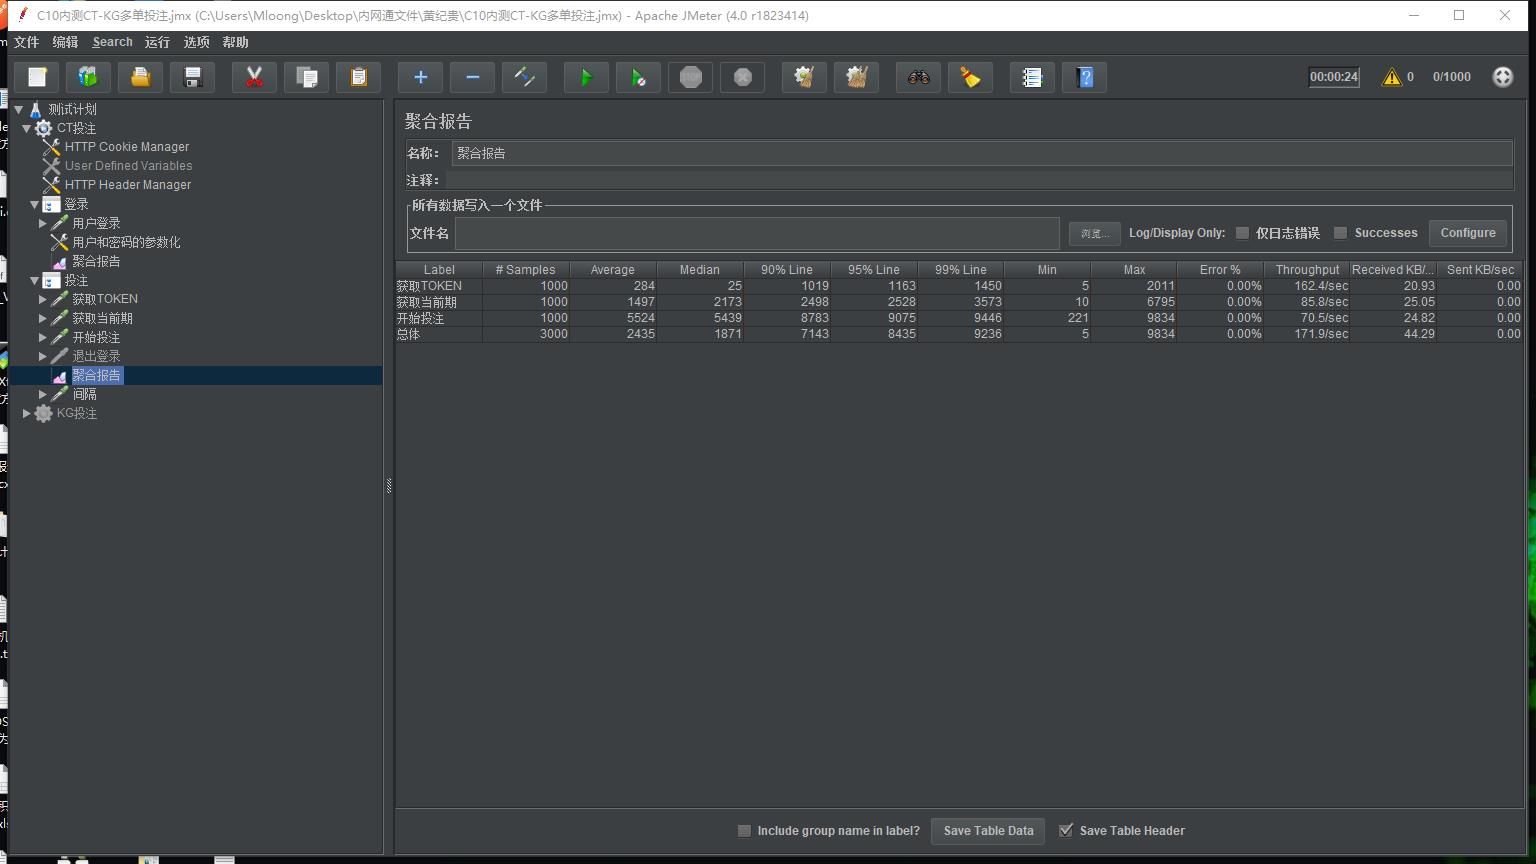 C10内测CT-KG多单投注.jmx (C:\Users\Mloong\Desktop\内网通文件\黄纪贵\C10内测CT-KG多单投注.jmx) - Apache JMeter (4.0 r1823414)
文件 编辑 Search 运行 选项 帮助
00:00:24 0 0/1000
测试计划
CT投注
HTTP Cookie Manager
User Defined Variables
HTTP Header Manager
登录
用户登录
用户和密码的参数化
聚合报告
投注
获取TOKEN
获取当前期
开始投注
退出登录
聚合报告
间隔
KG投注
聚合报告
名称: 聚合报告
注释:
所有数据写入一个文件
文件名 浏览... Log/Display Only: 仅日志错误 Successes Configure
Label # Samples Average Median 90% Line 95% Line 99% Line Min Max Error % Throughput Received KB/... Sent KB/sec
获取TOKEN 1000 284 25 1019 1163 1450 5 2011 0.00% 162.4/sec 20.93 0.00
获取当前期 1000 1497 2173 2498 2528 3573 10 6795 0.00% 85.8/sec 25.05 0.00
开始投注 1000 5524 5439 8783 9075 9446 221 9834 0.00% 70.5/sec 24.82 0.00
总体 3000 2435 1871 7143 8435 9236 5 9834 0.00% 171.9/sec 44.29 0.00
Include group name in label? Save Table Data Save Table Header